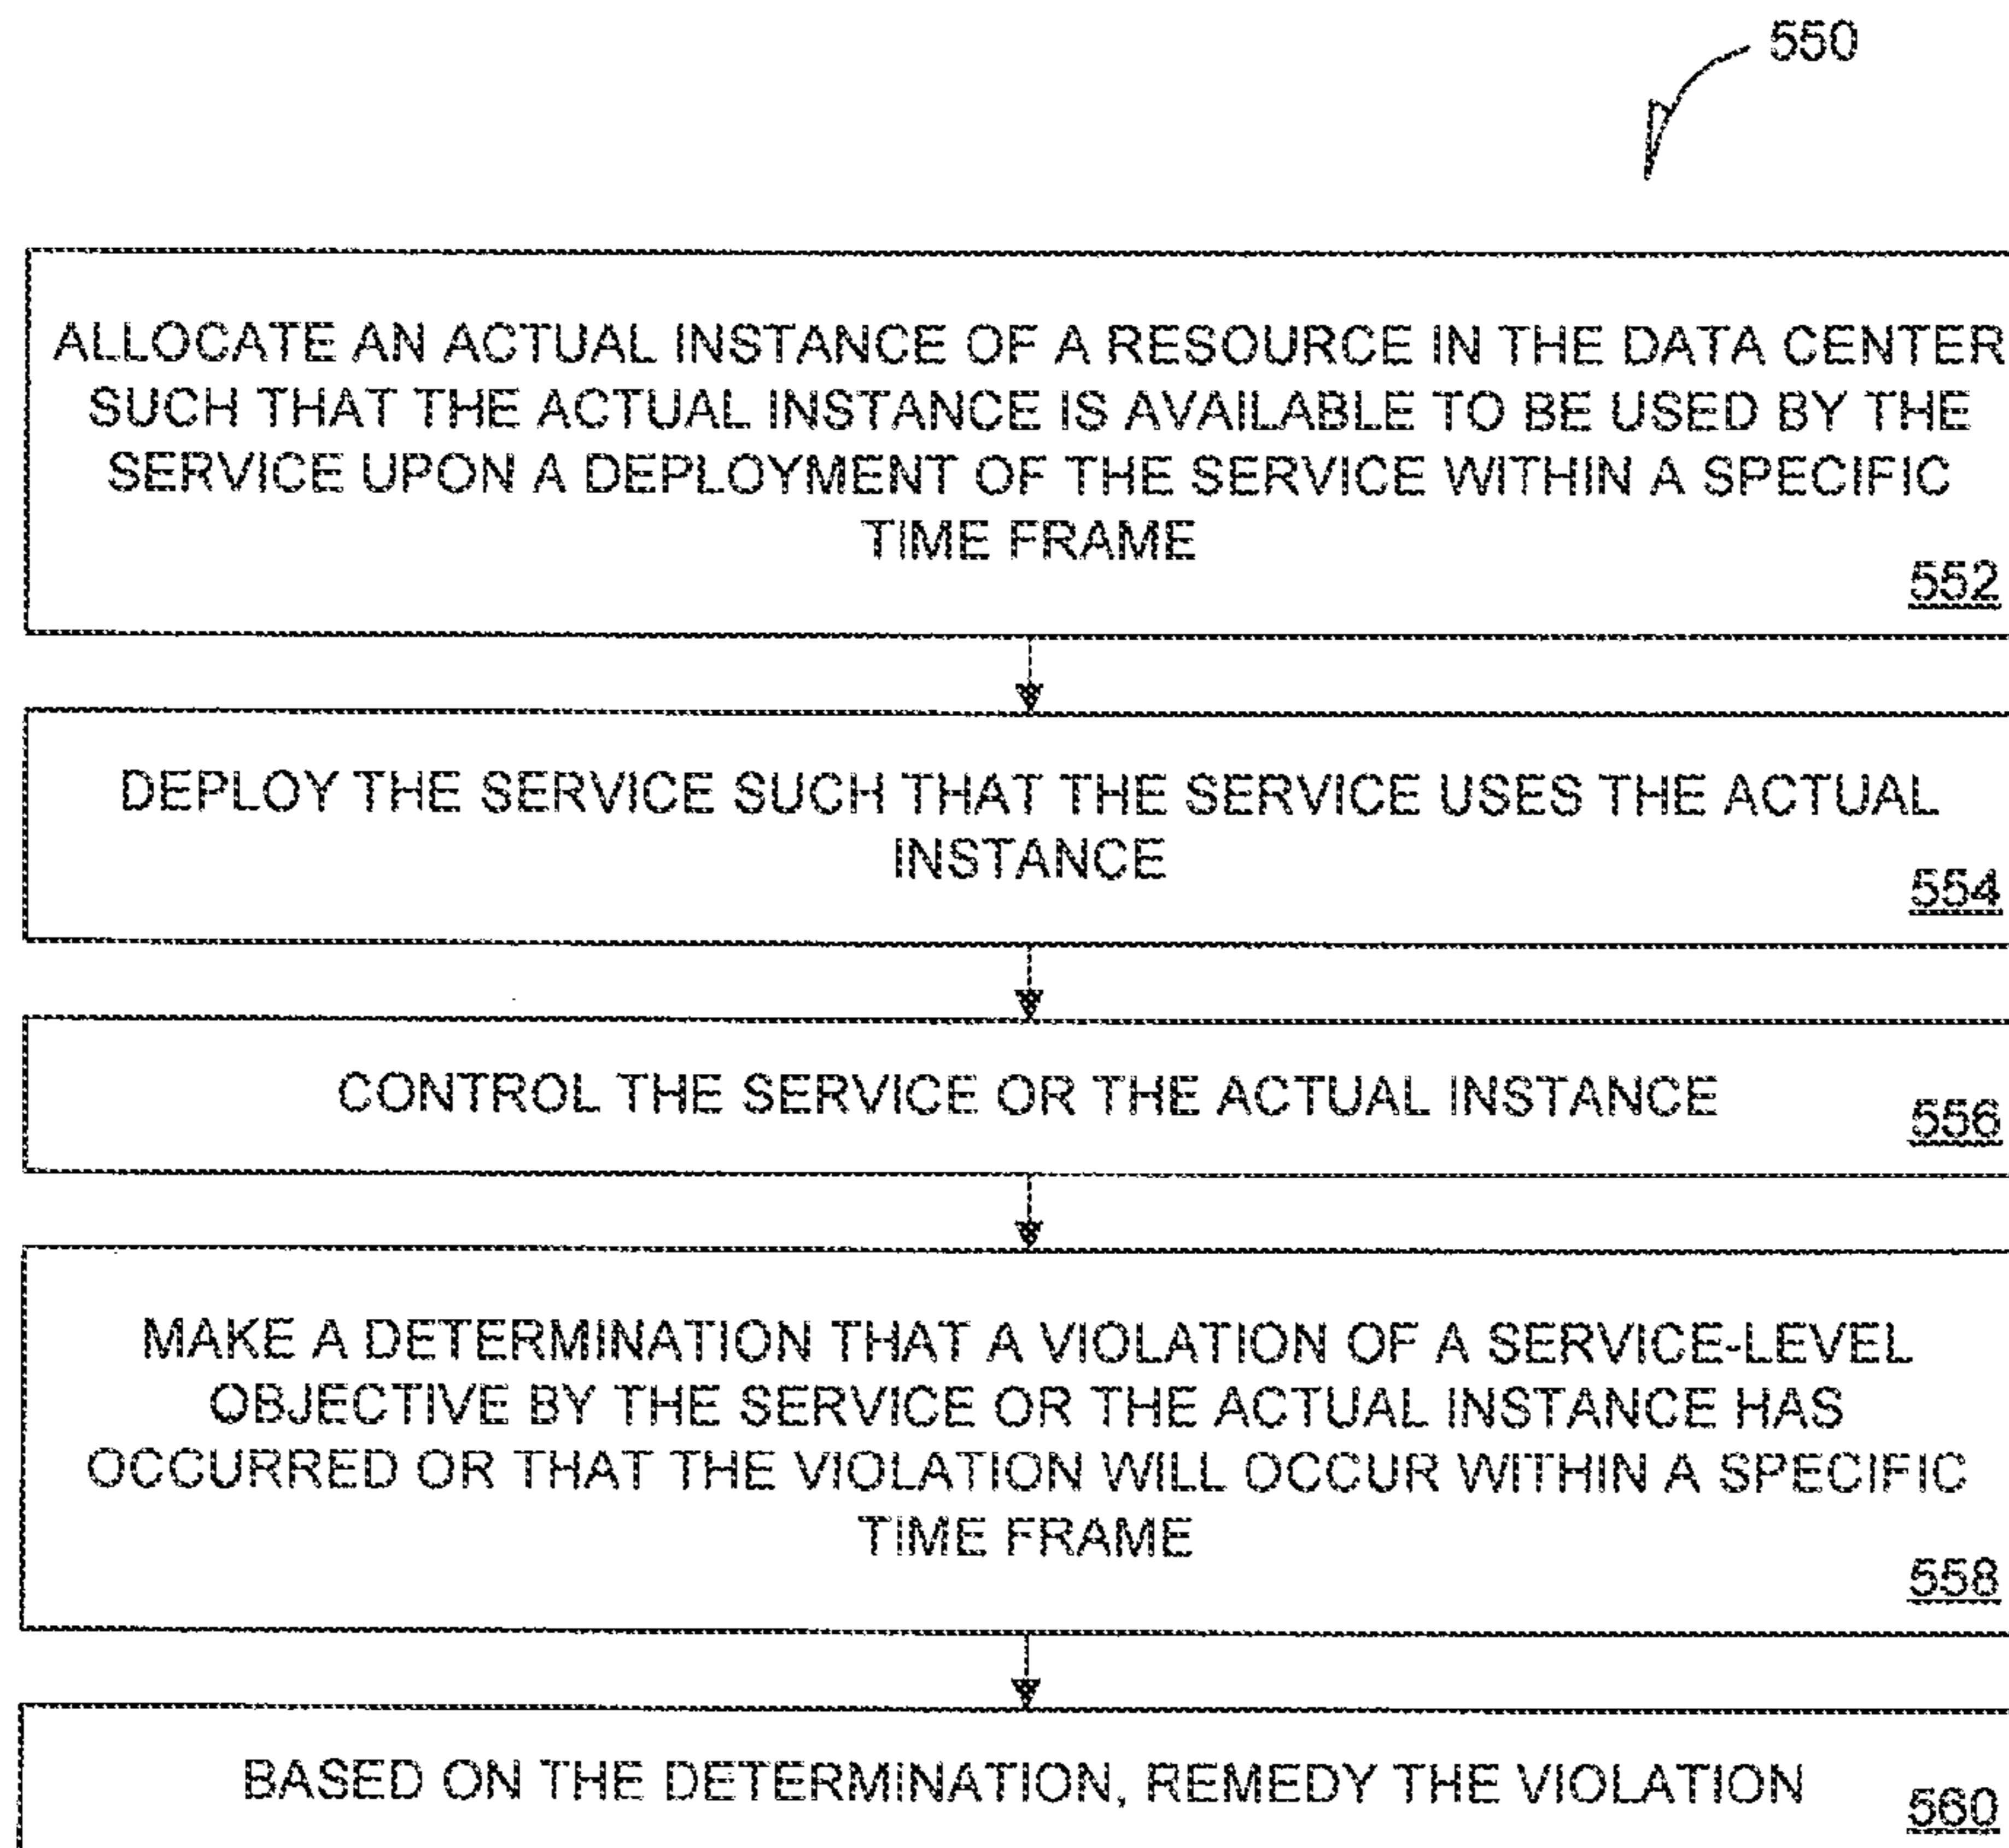 550
ALLOCATE AN ACTUAL INSTANCE OF A RESOURCE IN THE DATA CENTER
SUCH THAT THE ACTUAL INSTANCE IS AVAILABLE TO BE USED BY THE
SERVICE UPON A DEPLOYMENT OF THE SERVICE WITHIN A SPECIFIC
TIME FRAME
552
DEPLOY THE SERVICE SUCH THAT THE SERVICE USES THE ACTUAL
INSTANCE
554
CONTROL THE SERVICE OR THE ACTUAL INSTANCE
556
MAKE A DETERMINATION THAT A VIOLATION OF A SERVICE-LEVEL
OBJECTIVE BY THE SERVICE OR THE ACTUAL INSTANCE HAS
OCCURRED OR THAT THE VIOLATION WILL OCCUR WITHIN A SPECIFIC
TIME FRAME
558
BASED ON THE DETERMINATION, REMEDY THE VIOLATION
560